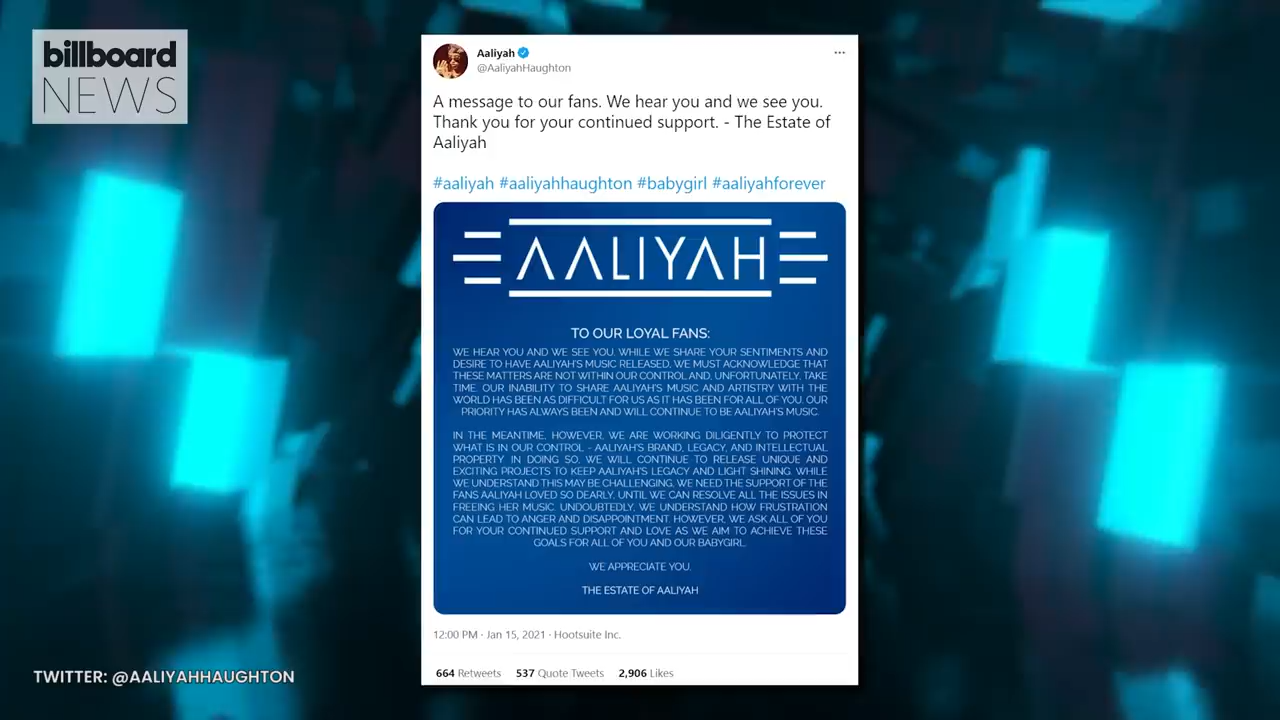 billboard
NEWS
Aaliyah
@AaliyahHaughton
A message to our fans. We hear you and we see you.
Thank you for your continued support. - The Estate of
Aaliyah
#aaliyah #aaliyahhaughton #babygirl #aaliyahforever
AALIYAH
TO OUR LOYAL FANS:
WE HEAR YOU AND WE SEE YOU. WHILE WE SHARE YOUR SENTIMENTS AND
DESIRE TO HAVE AALIYAH'S MUSIC RELEASED, WE MUST ACKNOWLEDGE THAT
THESE MATTERS ARE NOT WITHIN OUR CONTROL AND, UNFORTUNATELY, TAKE
TIME. OUR INABILITY TO SHARE AALIYAH'S MUSIC AND ARTISTRY WITH THE
WORLD HAS BEEN AS DIFFICULT FOR US AS IT HAS BEEN FOR ALL OF YOU. OUR
PRIORITY HAS ALWAYS BEEN AND WILL CONTINUE TO BE AALIYAH'S MUSIC.
IN THE MEANTIME, HOWEVER, WE ARE WORKING DILIGENTLY TO PROTECT
WHAT IS IN OUR CONTROL - AALIYAH'S BRAND, LEGACY, AND INTELLECTUAL
PROPERTY. IN DOING SO, WE WILL CONTINUE TO RELEASE UNIQUE AND
EXCITING PROJECTS TO KEEP AALIYAH'S LEGACY AND LIGHT SHINING. WHILE
WE UNDERSTAND THIS MAY BE CHALLENGING, WE NEED THE SUPPORT OF THE
FANS AALIYAH LOVED SO DEARLY, UNTIL WE CAN RESOLVE ALL THE ISSUES IN
FREEING HER MUSIC. UNDOUBTEDLY, WE UNDERSTAND HOW FRUSTRATION
CAN LEAD TO ANGER AND DISAPPOINTMENT. HOWEVER, WE ASK ALL OF YOU
FOR YOUR CONTINUED SUPPORT AND LOVE AS WE AIM TO ACHIEVE THESE
GOALS FOR ALL OF YOU AND OUR BABYGIRL.
WE APPRECIATE YOU.
THE ESTATE OF AALIYAH
12:00 PM · Jan 15, 2021 · Hootsuite Inc.
664 Retweets 537 Quote Tweets 2,906 Likes
TWITTER: @AALIYAHHAUGHTON